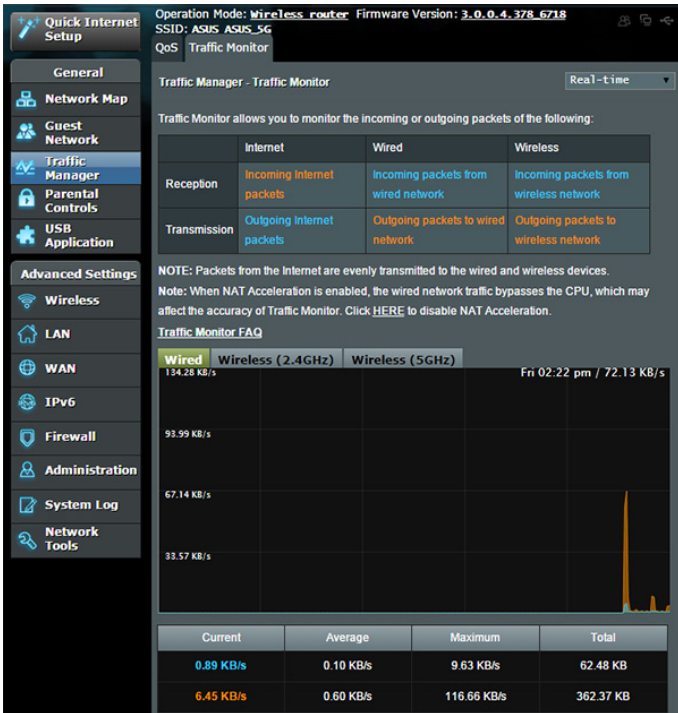 Quick Internet
Setup
General
Network Map
Guest
Network
Traffic
Manager
Parental
Controls
USB
Application
Advanced Settings
Wireless
LAN
WAN
IPv6
Firewall
Administration
System Log
Network
Tools
Operation Mode: Wireless router Firmware Version: 3.0.0.4.378_6718
SSID: ASUS ASUS_5G
QoS Traffic Monitor
Traffic Manager - Traffic Monitor Real-time
Traffic Monitor allows you to monitor the incoming or outgoing packets of the following:
Internet Wired Wireless
Reception
Incoming Internet
packets
Incoming packets from
wired network
Incoming packets from
wireless network
Transmission
Outgoing Internet
packets
Outgoing packets to wired
network
Outgoing packets to
wireless network
NOTE: Packets from the Internet are evenly transmitted to the wired and wireless devices.
Note: When NAT Acceleration is enabled, the wired network traffic bypasses the CPU, which may
affect the accuracy of Traffic Monitor. Click HERE to disable NAT Acceleration.
Traffic Monitor FAQ
Wired Wireless (2.4GHz) Wireless (5GHz)
134.28 KB/s Fri 02:22 pm / 72.13 KB/s
93.99 KB/s
67.14 KB/s
33.57 KB/s
Current Average Maximum Total
0.89 KB/s 0.10 KB/s 9.63 KB/s 62.48 KB
6.45 KB/s 0.60 KB/s 116.66 KB/s 362.37 KB